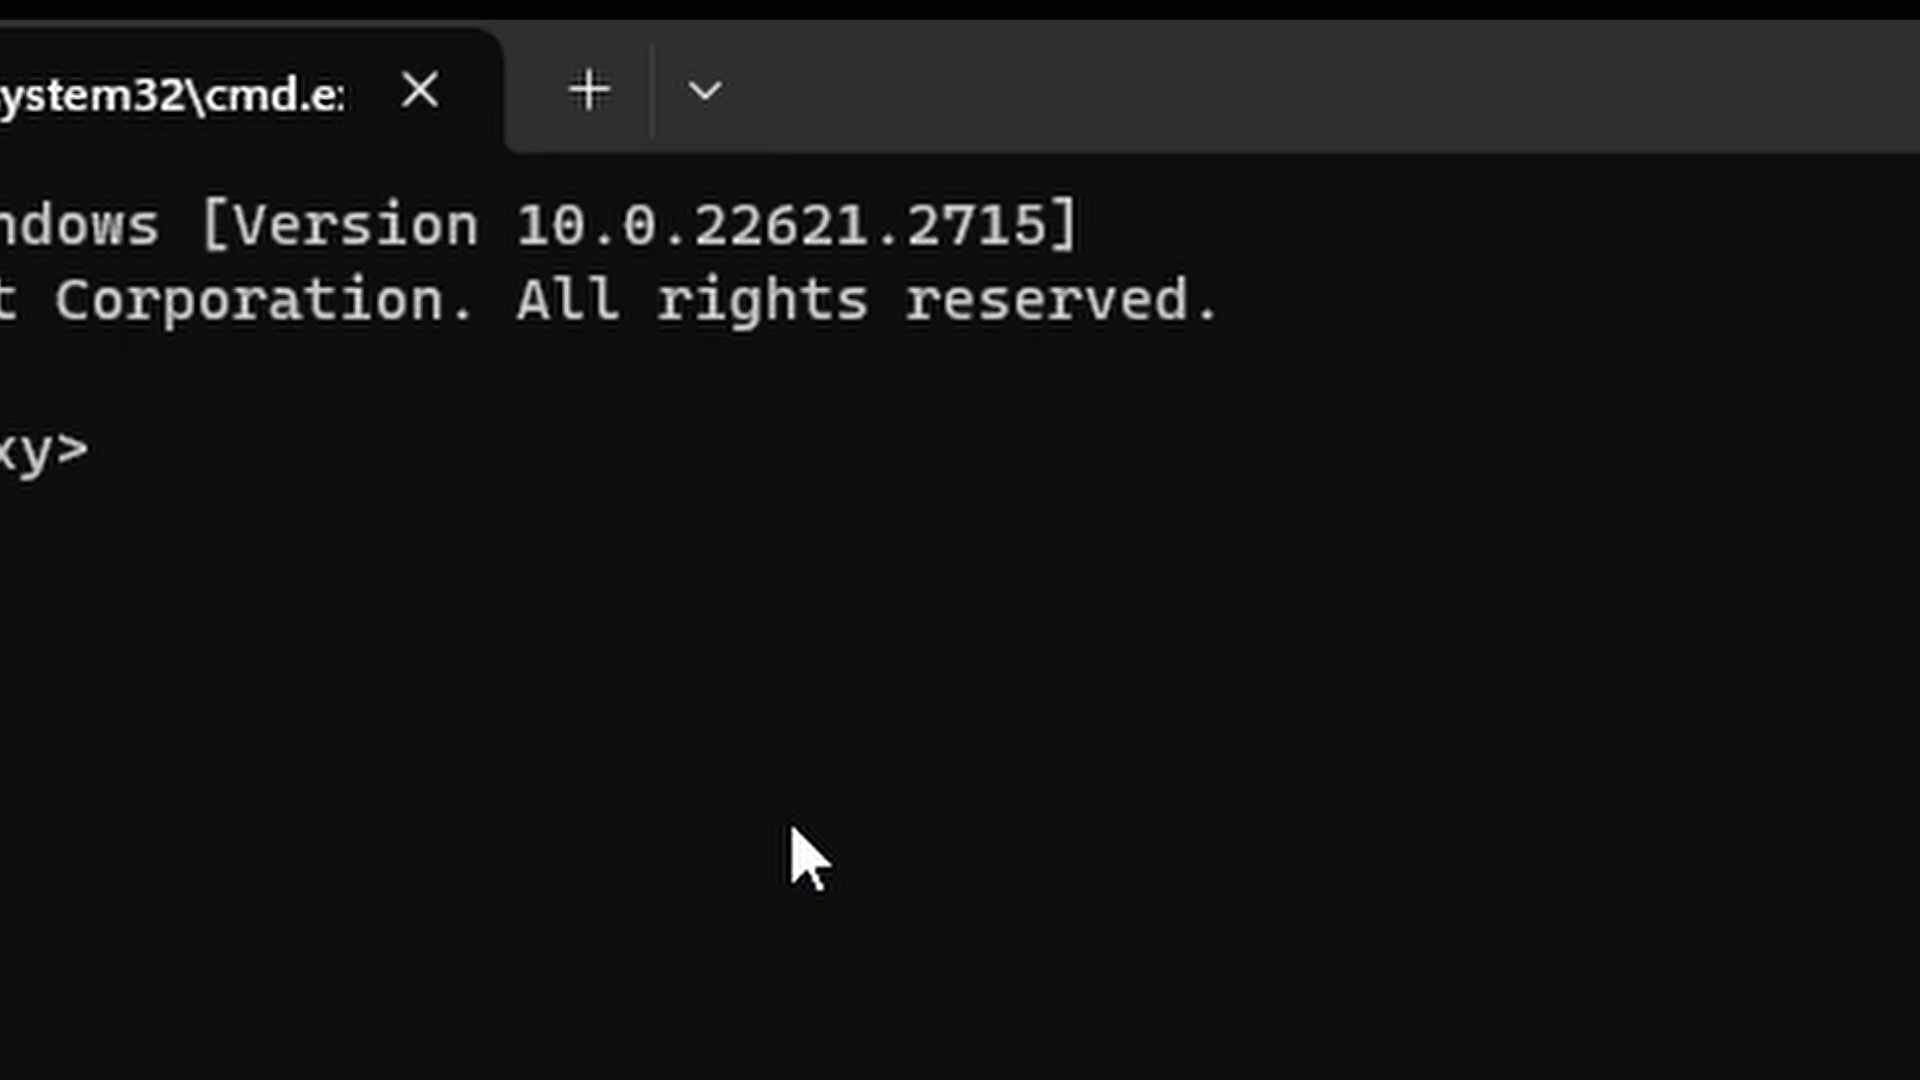 ystem32\cmd.e
ndows [Version 10.0.22621.2715]
t Corporation. All rights reserved.
xy>